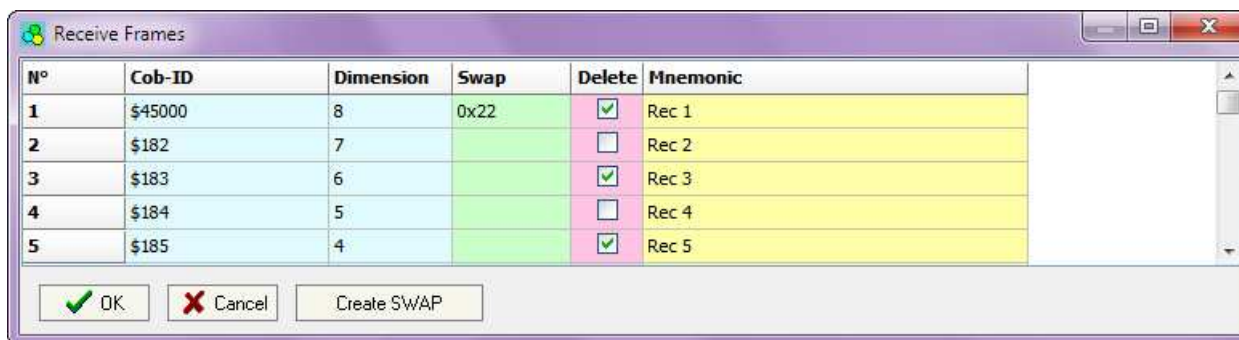 Receive Frames
N° Cob-ID Dimension Swap Delete Mnemonic
1 $45000 8 0x22 Rec 1
2 $182 7 Rec 2
3 $183 6 Rec 3
4 $184 5 Rec 4
5 $185 4 Rec 5
OK Cancel Create SWAP